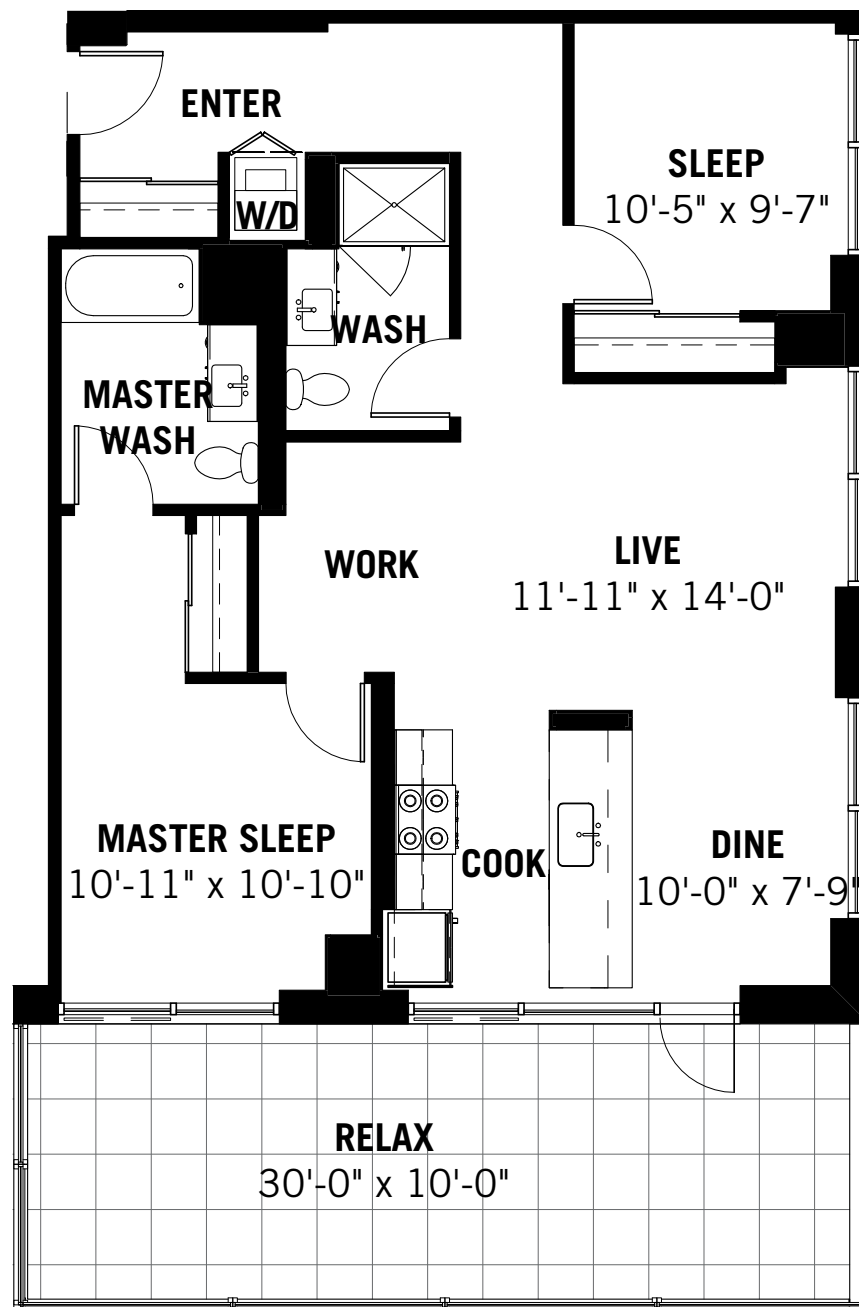 ENTER
SLEEP
10'-5" x 9'-7"
W/D
WASH
MASTER
WASH
WORK
LIVE
11'-11" x 14'-0"
MASTER SLEEP
10'-11" x 10'-10"
COOK
DINE
10'-0" x 7'-9"
RELAX
30'-0" x 10'-0"